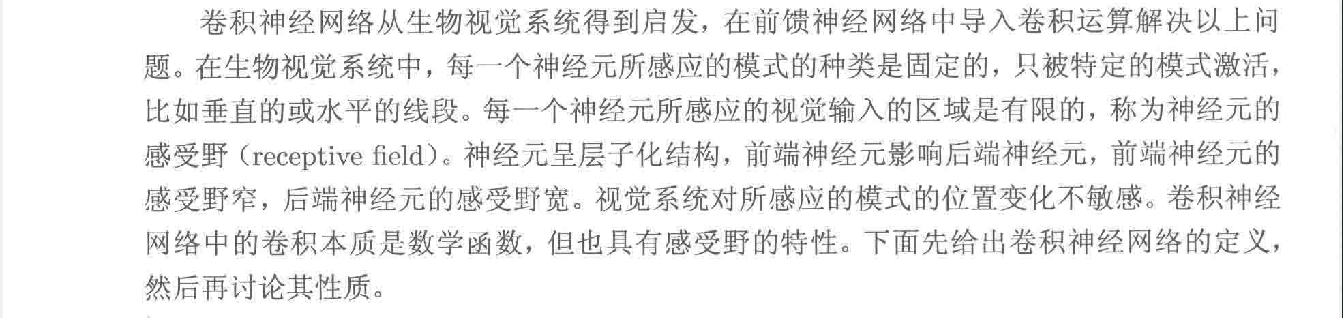 卷积神经网络从生物视觉系统得到启发，在前馈神经网络中导入卷积运算解决以上问
题。在生物视觉系统中，每一个神经元所感应的模式的种类是固定的，只被特定的模式激活，
比如垂直的或水平的线段。每一个神经元所感应的视觉输入的区域是有限的，称为神经元的
感受野（receptive field）。神经元呈层子化结构，前端神经元影响后端神经元，前端神经元的
感受野窄，后端神经元的感受野宽。视觉系统对所感应的模式的位置变化不敏感。卷积神经
网络中的卷积本质是数学函数，但也具有感受野的特性。下面先给出卷积神经网络的定义，
然后再讨论其性质。